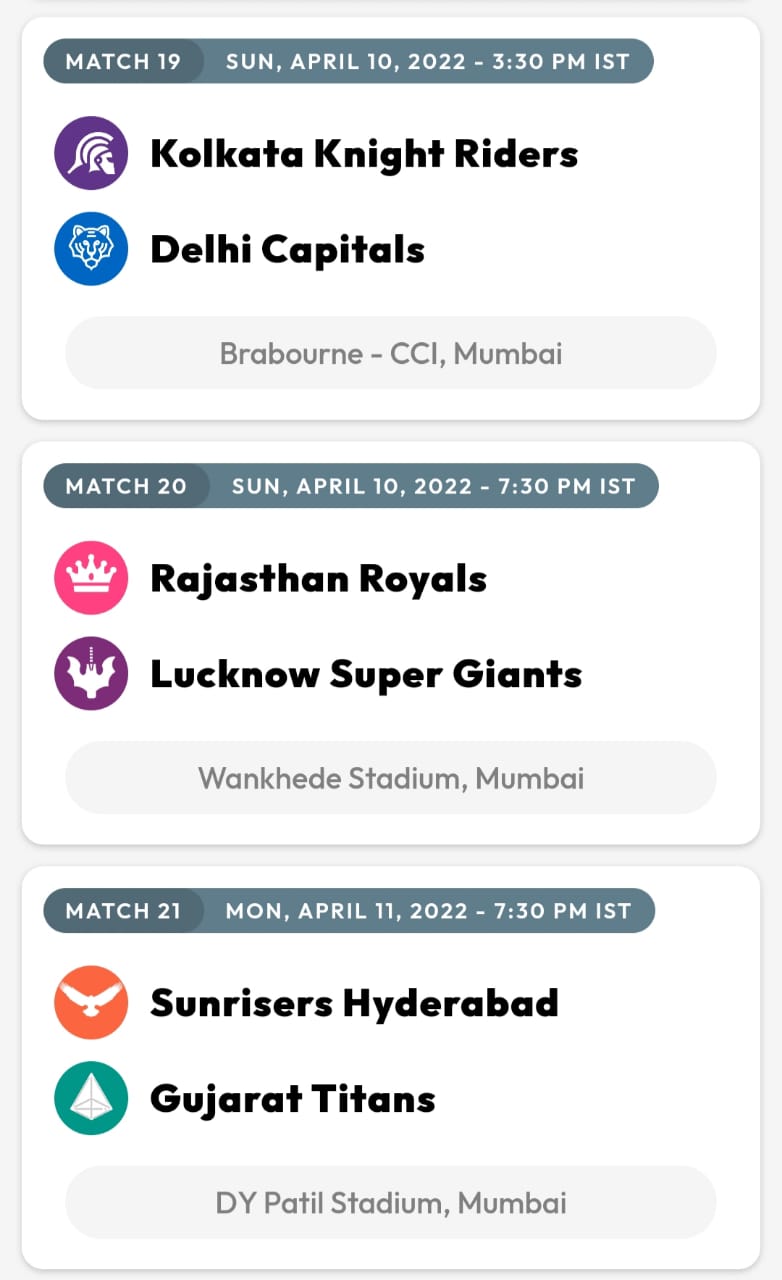 MATCH 19 SUN, APRIL 10, 2022 - 3:30 PM IST
Kolkata Knight Riders
Delhi Capitals
Brabourne - CCI, Mumbai
MATCH 20 SUN, APRIL 10, 2022 - 7:30 PM IST
Rajasthan Royals
Lucknow Super Giants
Wankhede Stadium, Mumbai
MATCH 21 MON, APRIL 11, 2022 - 7:30 PM IST
Sunrisers Hyderabad
Gujarat Titans
DY Patil Stadium, Mumbai